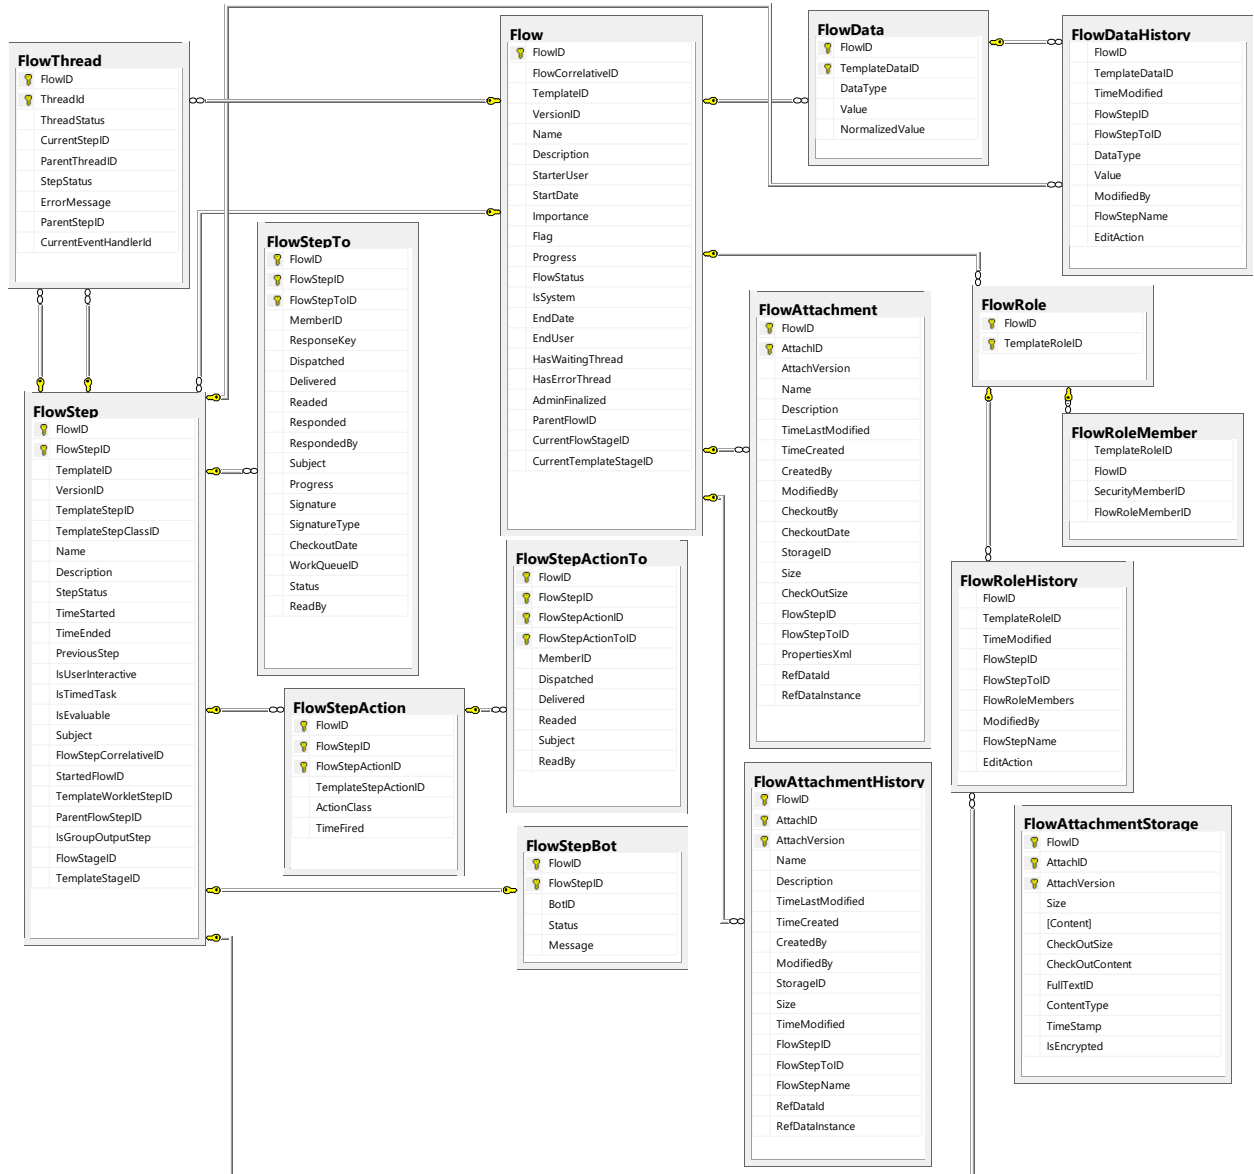 FlowThread
FlowID
ThreadId
ThreadStatus
CurrentStepID
ParentThreadID
StepStatus
ErrorMessage
ParentStepID
CurrentEventHandlerId
Flow
FlowID
FlowCorrelativeID
TemplateID
VersionID
Name
Description
StarterUser
StartDate
Importance
Flag
Progress
FlowStatus
IsSystem
EndDate
EndUser
HasWaitingThread
HasErrorThread
AdminFinalized
ParentFlowID
CurrentFlowStageID
CurrentTemplateStageID
FlowData
FlowID
TemplateDataID
DataType
Value
NormalizedValue
FlowDataHistory
FlowID
TemplateDataID
TimeModified
FlowStepID
FlowStepToID
DataType
Value
ModifiedBy
FlowStepName
EditAction
FlowStepTo
FlowID
FlowStepID
FlowStepToID
MemberID
ResponseKey
Dispatched
Delivered
Readed
Responded
RespondedBy
Subject
Progress
Signature
SignatureType
CheckoutDate
WorkQueueID
Status
ReadBy
FlowAttachment
FlowID
AttachID
AttachVersion
Name
Description
TimeLastModified
TimeCreated
CreatedBy
ModifiedBy
CheckoutBy
CheckoutDate
StorageID
Size
CheckOutSize
FlowStepID
FlowStepToID
PropertiesXml
RefDataId
RefDataInstance
FlowRole
FlowID
TemplateRoleID
FlowRoleMember
TemplateRoleID
FlowID
SecurityMemberID
FlowRoleMemberID
FlowStep
FlowID
FlowStepID
TemplateID
VersionID
TemplateStepID
TemplateStepClassID
Name
Description
StepStatus
TimeStarted
TimeEnded
PreviousStep
IsUserInteractive
IsTimedTask
IsEvaluable
Subject
FlowStepCorrelativeID
StartedFlowID
TemplateWorkletStepID
ParentFlowStepID
IsGroupOutputStep
FlowStageID
TemplateStageID
FlowStepActionTo
FlowID
FlowStepID
FlowStepActionID
FlowStepActionToID
MemberID
Dispatched
Delivered
Readed
Subject
ReadBy
FlowRoleHistory
FlowID
TemplateRoleID
TimeModified
FlowStepID
FlowStepToID
FlowRoleMembers
ModifiedBy
FlowStepName
EditAction
FlowStepAction
FlowID
FlowStepID
FlowStepActionID
TemplateStepActionID
ActionClass
TimeFired
FlowAttachmentHistory
FlowID
AttachID
AttachVersion
Name
Description
TimeLastModified
TimeCreated
CreatedBy
ModifiedBy
StorageID
Size
TimeModified
FlowStepID
FlowStepToID
FlowStepName
RefDataId
RefDataInstance
FlowAttachmentStorage
FlowID
AttachID
AttachVersion
Size
[Content]
CheckOutSize
CheckOutContent
FullTextID
ContentType
TimeStamp
IsEncrypted
FlowStepBot
FlowID
FlowStepID
BotID
Status
Message